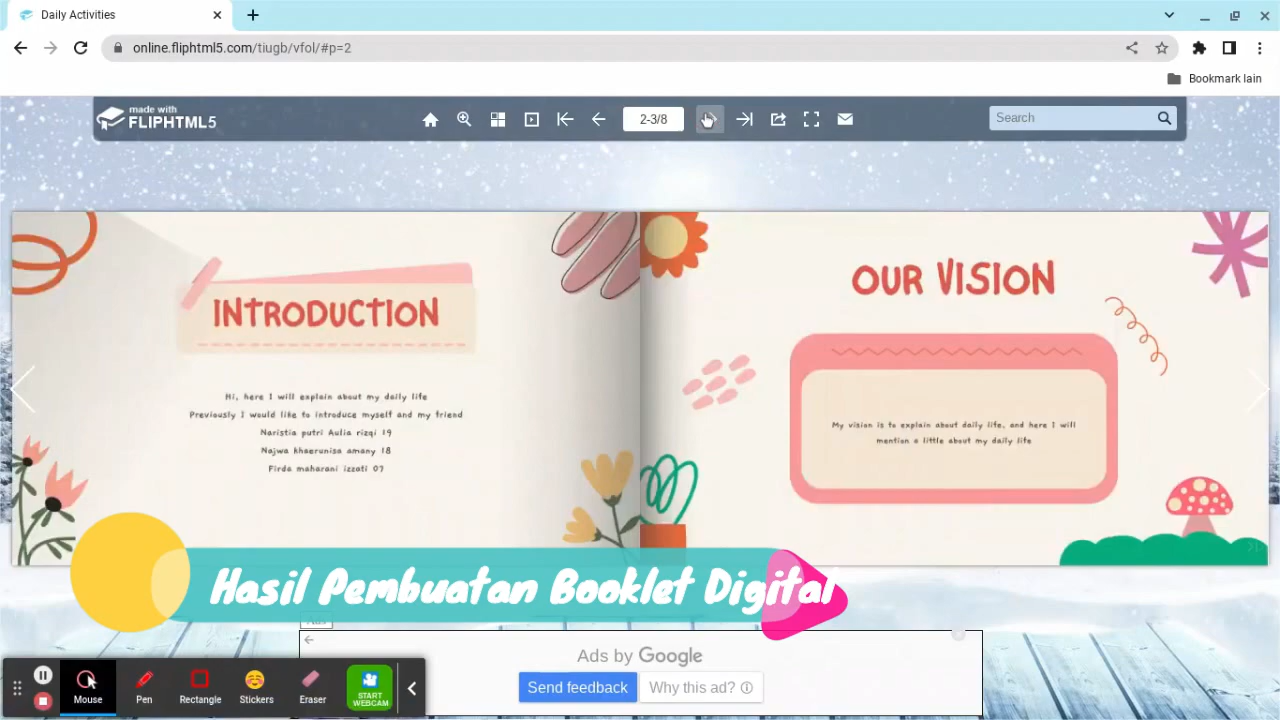 Daily Activities
online.fliphtml5.com/tiugb/vfol/#p=2
Bookmark lain
made with
FLIPHTML5
2-3/8
Search
INTRODUCTION
Hi, here I will explain about my daily life
Previously I would like to introduce myself and my friend
Naristia putri Aulia rizqi 19
Najwa khaerunisa amany 18
Firda maharani izzati 07
OUR VISION
My vision is to explain about daily life, and here I will
mention a little about my daily life
Hasil Pembuatan Booklet Digital
Ads by Google
Send feedback
Why this ad?
Mouse
Pen
Rectangle
Stickers
Eraser
START
WEBCAM